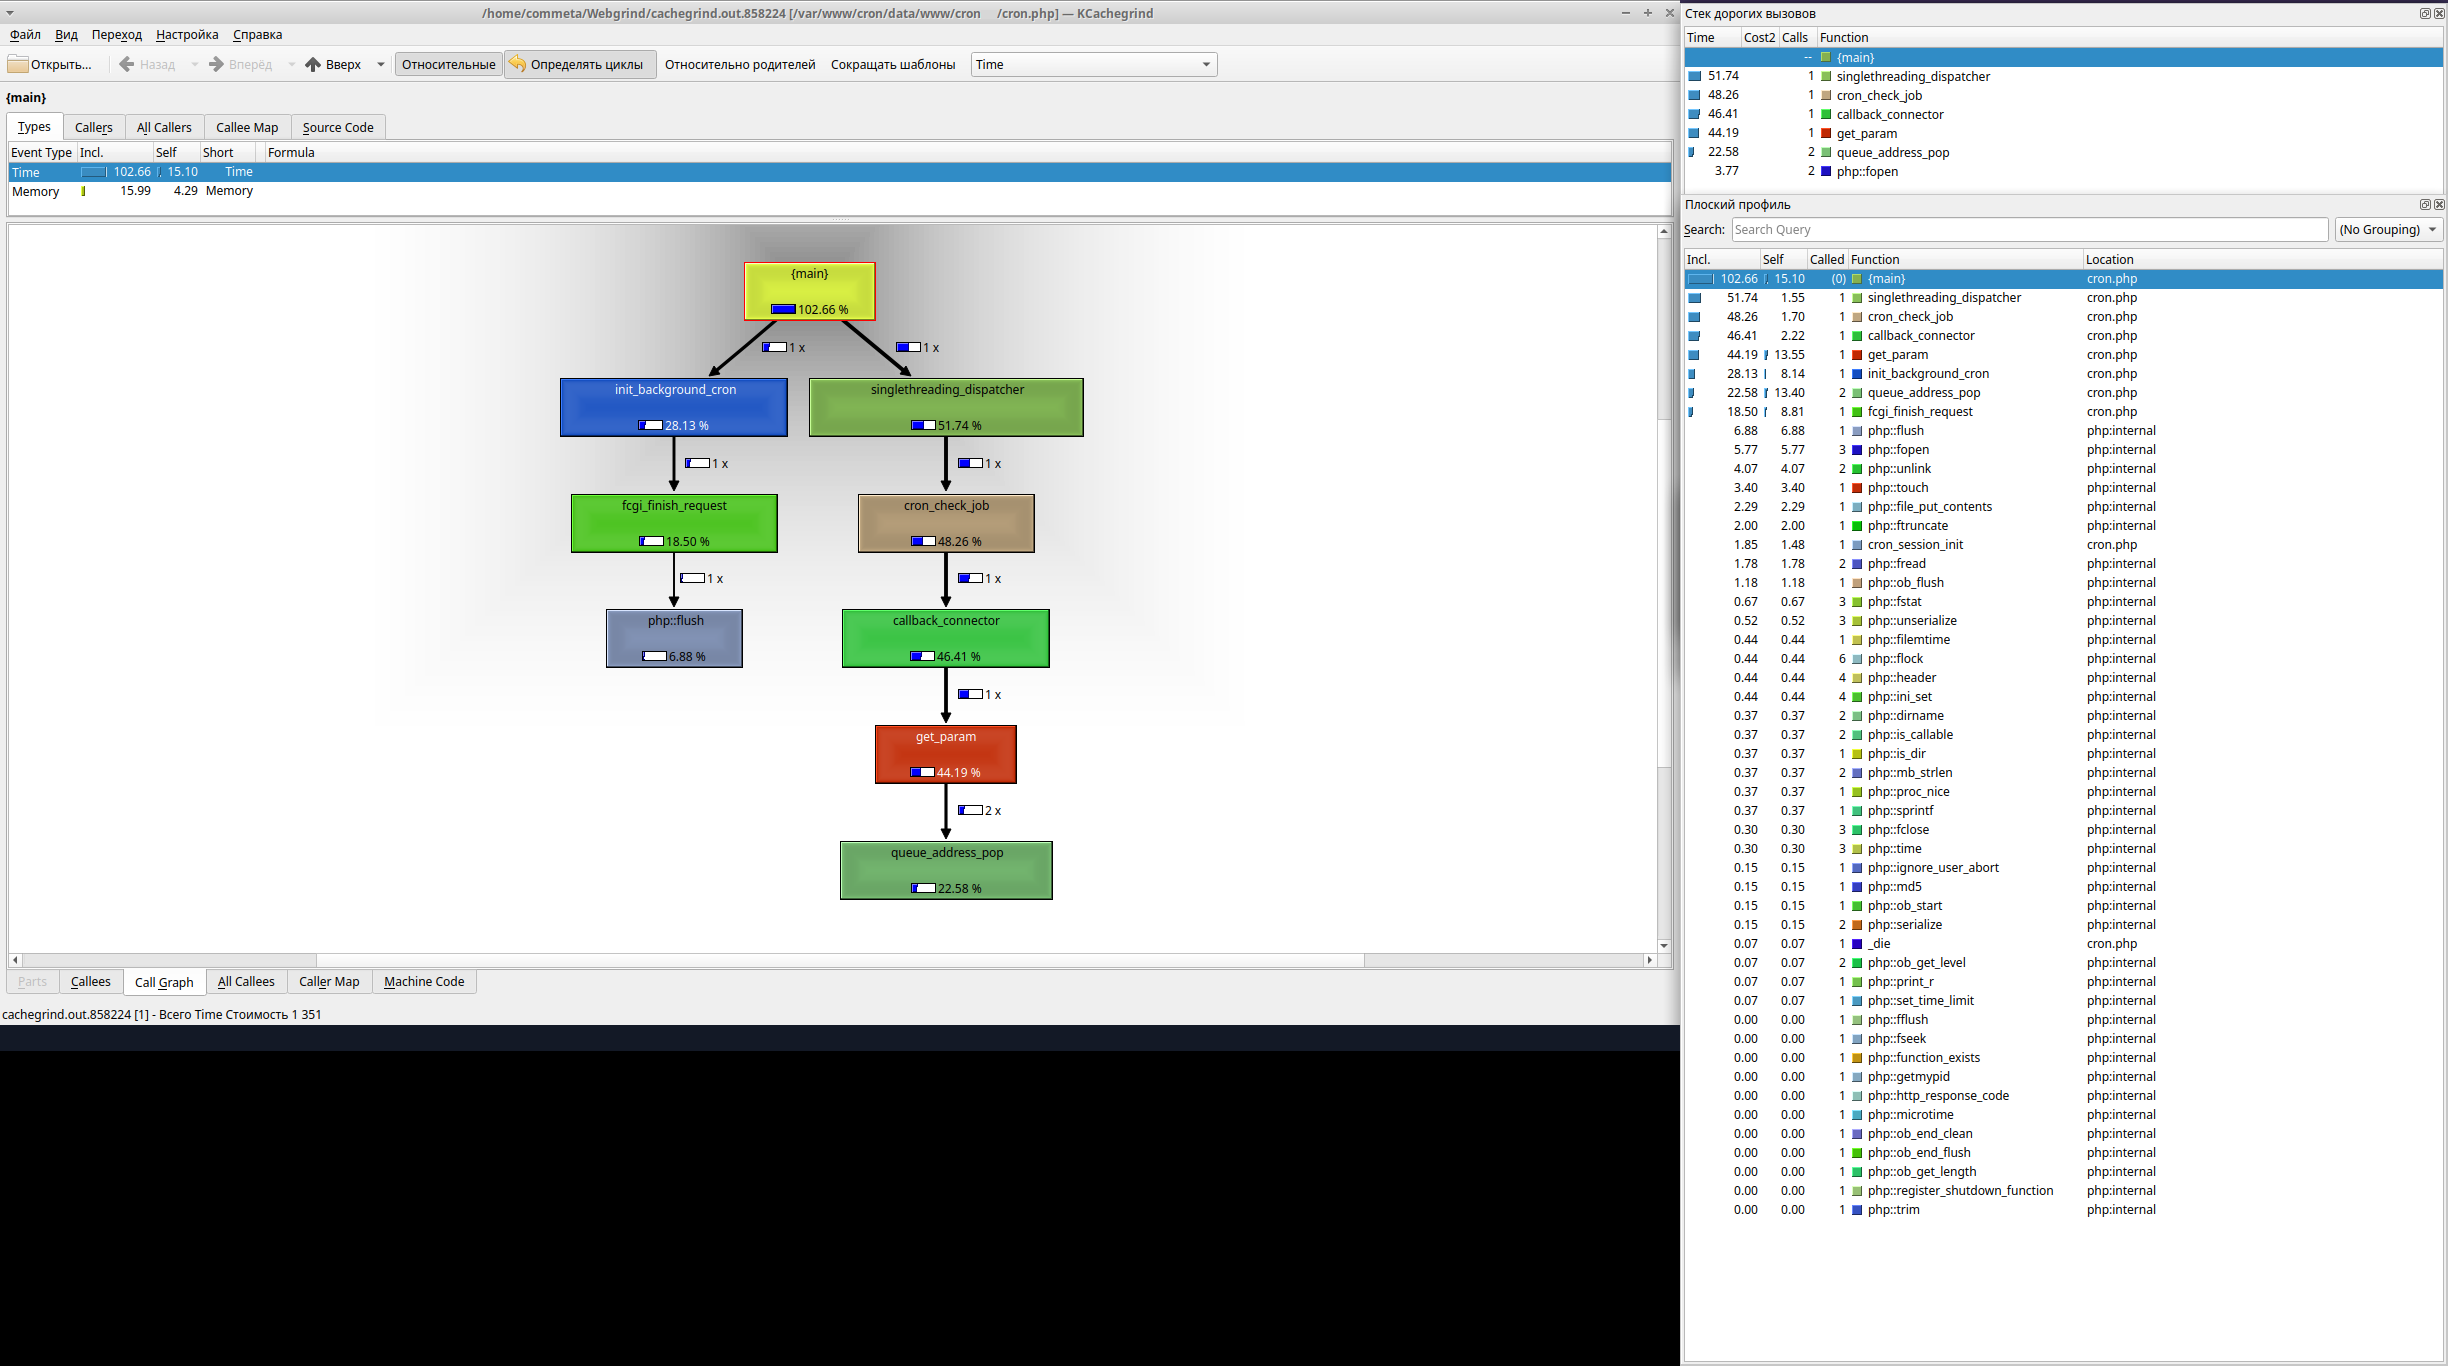 /home/commeta/Webgrind/cachegrind.out.858224 [/var/www/cron/data/www/cron /cron.php] — KCachegrind
Файл Вид Переход Настройка Справка
Открыть... Назад Вперёд Вверх Относительные Определять циклы Относительно родителей Сокращать шаблоны Time
{main}
Types Callers All Callers Callee Map Source Code
Event Type Incl. Self Short Formula
Time 102.66 15.10 Time
Memory 15.99 4.29 Memory
{main}
102.66 %
1 x 1 x
init_background_cron singlethreading_dispatcher
28.13 % 51.74 %
1 x 1 x
fcgi_finish_request cron_check_job
18.50 % 48.26 %
1 x 1 x
php::flush callback_connector
6.88 % 46.41 %
1 x
get_param
44.19 %
2 x
queue_address_pop
22.58 %
Parts Callees Call Graph All Callees Caller Map Machine Code
cachegrind.out.858224 [1] - Всего Time Стоимость 1 351
Стек дорогих вызовов
Time Cost2 Calls Function
-- {main}
51.74 1 singlethreading_dispatcher
48.26 1 cron_check_job
46.41 1 callback_connector
44.19 1 get_param
22.58 2 queue_address_pop
3.77 2 php::fopen
Плоский профиль
Search: Search Query (No Grouping)
Incl. Self Called Function Location
102.66 15.10 (0) {main} cron.php
51.74 1.55 1 singlethreading_dispatcher cron.php
48.26 1.70 1 cron_check_job cron.php
46.41 2.22 1 callback_connector cron.php
44.19 13.55 1 get_param cron.php
28.13 8.14 1 init_background_cron cron.php
22.58 13.40 2 queue_address_pop cron.php
18.50 8.81 1 fcgi_finish_request cron.php
6.88 6.88 1 php::flush php:internal
5.77 5.77 3 php::fopen php:internal
4.07 4.07 2 php::unlink php:internal
3.40 3.40 1 php::touch php:internal
2.29 2.29 1 php::file_put_contents php:internal
2.00 2.00 1 php::ftruncate php:internal
1.85 1.48 1 cron_session_init cron.php
1.78 1.78 2 php::fread php:internal
1.18 1.18 1 php::ob_flush php:internal
0.67 0.67 3 php::fstat php:internal
0.52 0.52 3 php::unserialize php:internal
0.44 0.44 1 php::filemtime php:internal
0.44 0.44 6 php::flock php:internal
0.44 0.44 4 php::header php:internal
0.44 0.44 4 php::ini_set php:internal
0.37 0.37 2 php::dirname php:internal
0.37 0.37 2 php::is_callable php:internal
0.37 0.37 1 php::is_dir php:internal
0.37 0.37 2 php::mb_strlen php:internal
0.37 0.37 1 php::proc_nice php:internal
0.37 0.37 1 php::sprintf php:internal
0.30 0.30 3 php::fclose php:internal
0.30 0.30 3 php::time php:internal
0.15 0.15 1 php::ignore_user_abort php:internal
0.15 0.15 1 php::md5 php:internal
0.15 0.15 1 php::ob_start php:internal
0.15 0.15 2 php::serialize php:internal
0.07 0.07 1 _die cron.php
0.07 0.07 2 php::ob_get_level php:internal
0.07 0.07 1 php::print_r php:internal
0.07 0.07 1 php::set_time_limit php:internal
0.00 0.00 1 php::fflush php:internal
0.00 0.00 1 php::fseek php:internal
0.00 0.00 1 php::function_exists php:internal
0.00 0.00 1 php::getmypid php:internal
0.00 0.00 1 php::http_response_code php:internal
0.00 0.00 1 php::microtime php:internal
0.00 0.00 1 php::ob_end_clean php:internal
0.00 0.00 1 php::ob_end_flush php:internal
0.00 0.00 1 php::ob_get_length php:internal
0.00 0.00 1 php::register_shutdown_function php:internal
0.00 0.00 1 php::trim php:internal